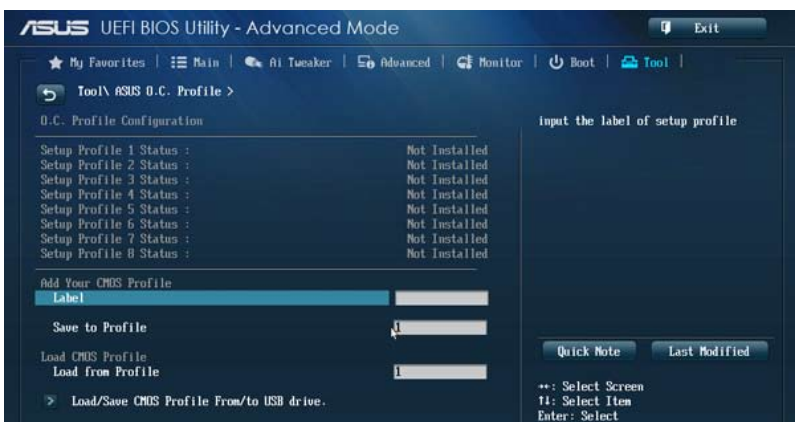 ASUS UEFI BIOS Utility - Advanced Mode
Exit
My Favorites | Main | Ai Tweaker | Advanced | Monitor | Boot | Tool |
Tool\ ASUS O.C. Profile >
O.C. Profile Configuration
input the label of setup profile
Setup Profile 1 Status : Not Installed
Setup Profile 2 Status : Not Installed
Setup Profile 3 Status : Not Installed
Setup Profile 4 Status : Not Installed
Setup Profile 5 Status : Not Installed
Setup Profile 6 Status : Not Installed
Setup Profile 7 Status : Not Installed
Setup Profile 8 Status : Not Installed
Add Your CMOS Profile
Label
Save to Profile 1
Load CMOS Profile
Load from Profile 1
> Load/Save CMOS Profile From/to USB drive.
Quick Note
Last Modified
→←: Select Screen
↑↓: Select Item
Enter: Select